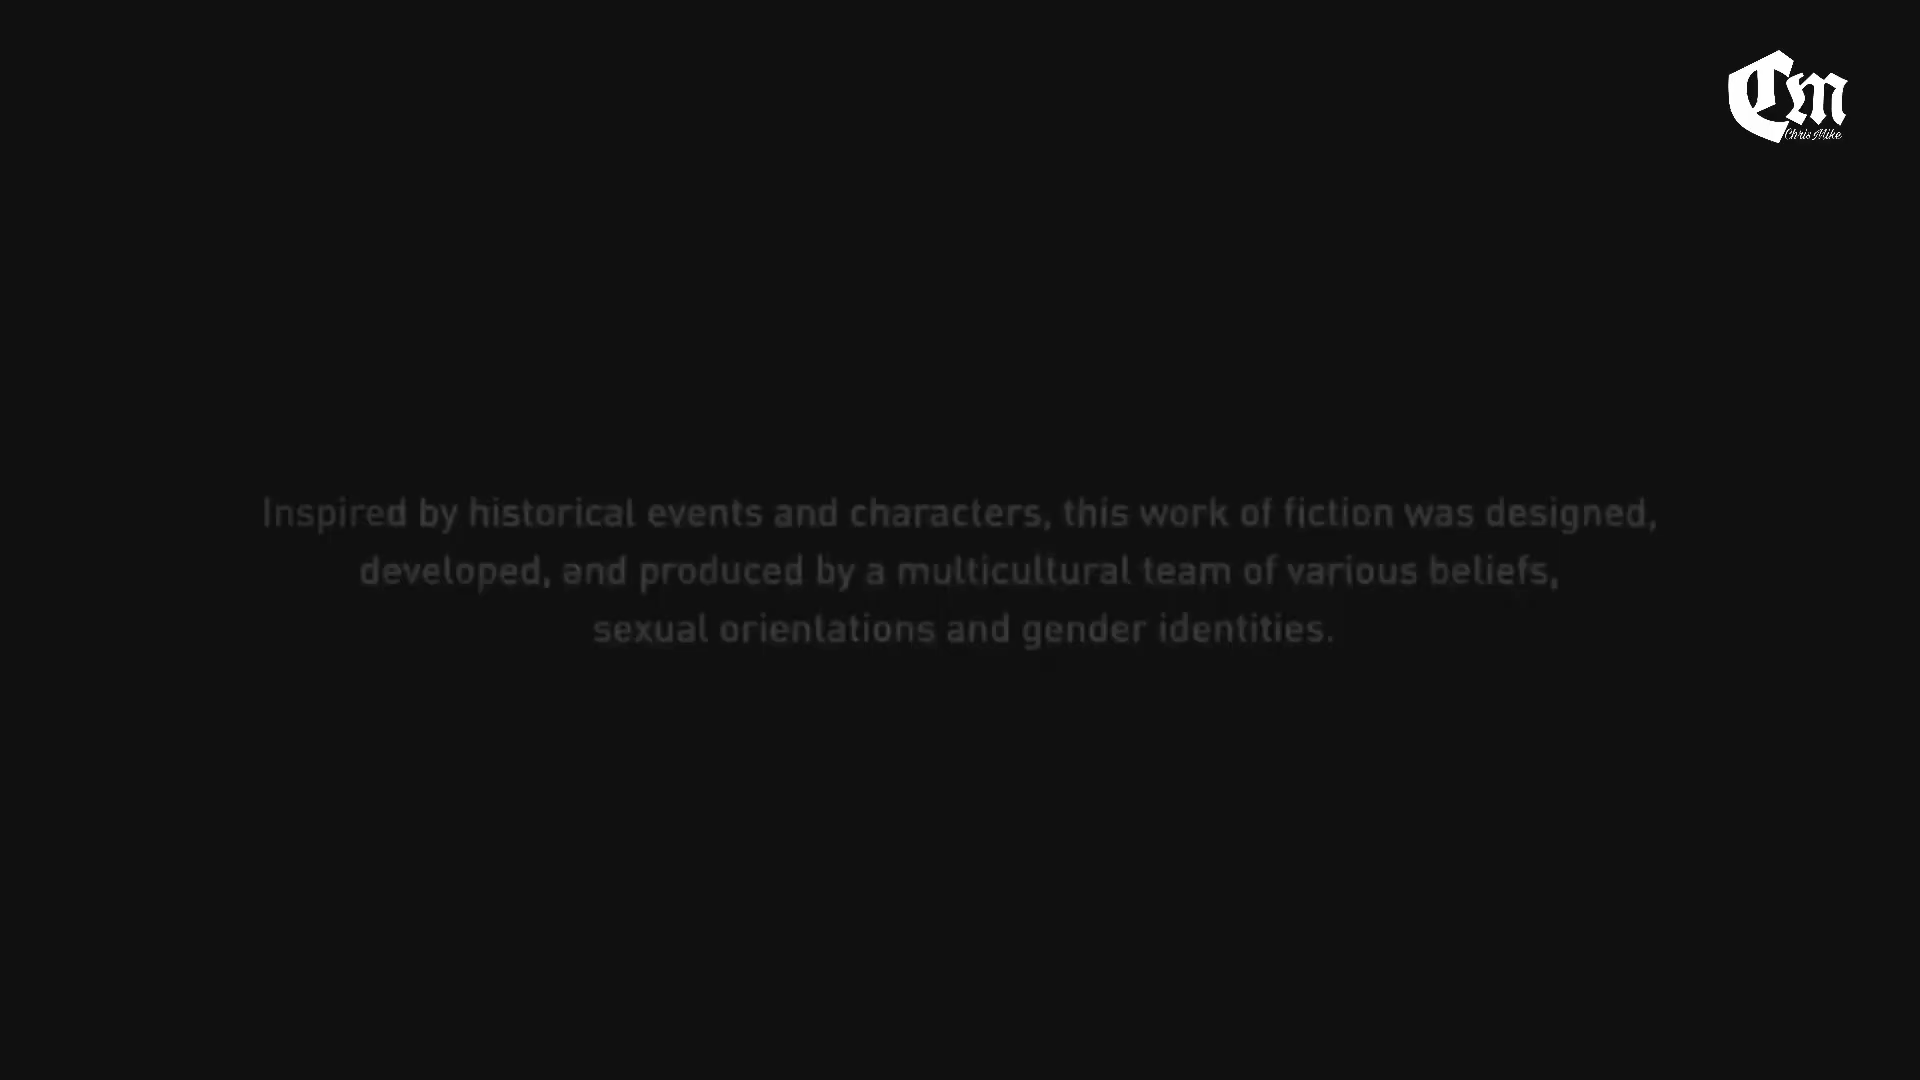 Cm
Chris Mike
Inspired by historical events and characters, this work of fiction was designed,
developed, and produced by a multicultural team of various beliefs,
sexual orientations and gender identities.